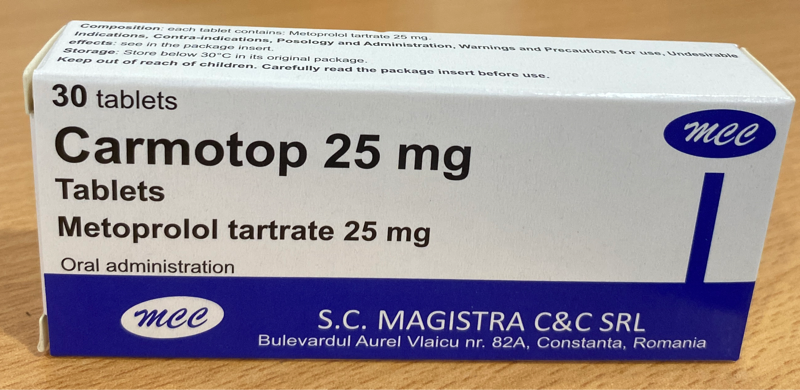 Composition: each tablet contains: Metoprolol tartrate 25 mg.
Indications, Contra-indications, Posology and Administration, Warnings and Precautions for use, Undesirable
effects: see in the package insert.
Storage: Store below 30°C in its original package.
Keep out of reach of children. Carefully read the package insert before use.
30 tablets
MCC
Carmotop 25 mg
Tablets
Metoprolol tartrate 25 mg
Oral administration
MCC
S.C. MAGISTRA C&C SRL
Bulevardul Aurel Vlaicu nr. 82A, Constanta, Romania